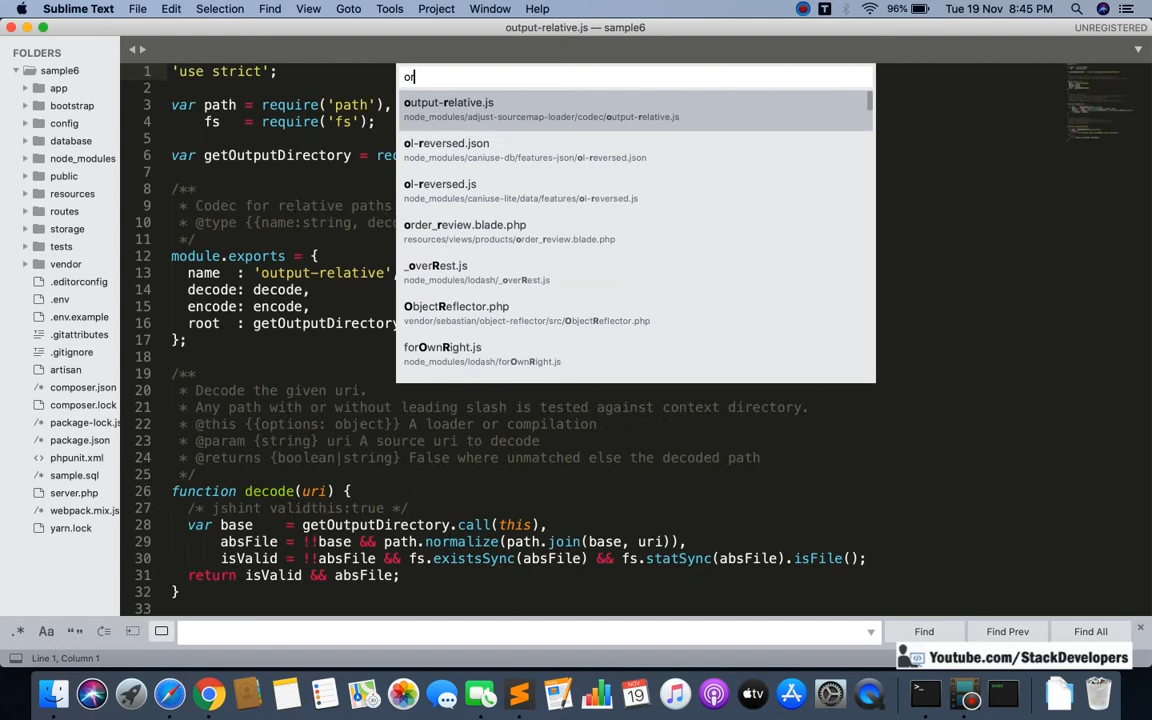 Sublime Text File Edit Selection Find View Goto Tools Project Window Help 96% Tue 19 Nov 8:45 PM
output-relative.js — sample6 UNREGISTERED
FOLDERS
sample6
app
bootstrap
config
database
node_modules
public
resources
routes
storage
tests
vendor
.editorconfig
.env
.env.example
.gitattributes
.gitignore
artisan
composer.json
composer.lock
package-lock.js
package.json
phpunit.xml
sample.sql
server.php
webpack.mix.js
yarn.lock
or
output-relative.js
node_modules/adjust-sourcemap-loader/codec/output-relative.js
ol-reversed.json
node_modules/caniuse-db/features-json/ol-reversed.json
ol-reversed.js
node_modules/caniuse-lite/data/features/ol-reversed.js
order_review.blade.php
resources/views/products/order_review.blade.php
_overRest.js
node_modules/lodash/_overRest.js
ObjectReflector.php
vendor/sebastian/object-reflector/src/ObjectReflector.php
forOwnRight.js
node_modules/lodash/forOwnRight.js
1 'use strict';
2
3 var path = require('path'),
4 fs = require('fs');
5
6 var getOutputDirectory = req
7
8 /**
9 * Codec for relative paths
10 * @type {{name:string, deco
11 */
12 module.exports = {
13 name : 'output-relative',
14 decode: decode,
15 encode: encode,
16 root : getOutputDirectory
17 };
18
19 /**
20 * Decode the given uri.
21 * Any path with or without leading slash is tested against context directory.
22 * @this {{options: object}} A loader or compilation
23 * @param {string} uri A source uri to decode
24 * @returns {boolean|string} False where unmatched else the decoded path
25 */
26 function decode(uri) {
27 /* jshint validthis:true */
28 var base = getOutputDirectory.call(this),
29 absFile = !!base && path.normalize(path.join(base, uri)),
30 isValid = !!absFile && fs.existsSync(absFile) && fs.statSync(absFile).isFile();
31 return isValid && absFile;
32 }
33
.* Aa “” Find Find Prev Find All
Line 1, Column 1
Youtube.com/StackDevelopers
NOV
19
tv